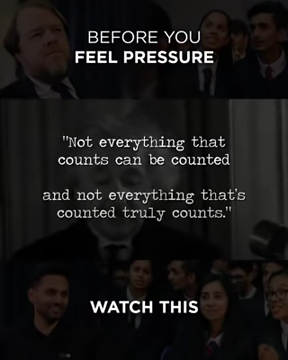 BEFORE YOU
FEEL PRESSURE
"Not everything that
counts can be counted
and not everything that's
counted truly counts."
WATCH THIS